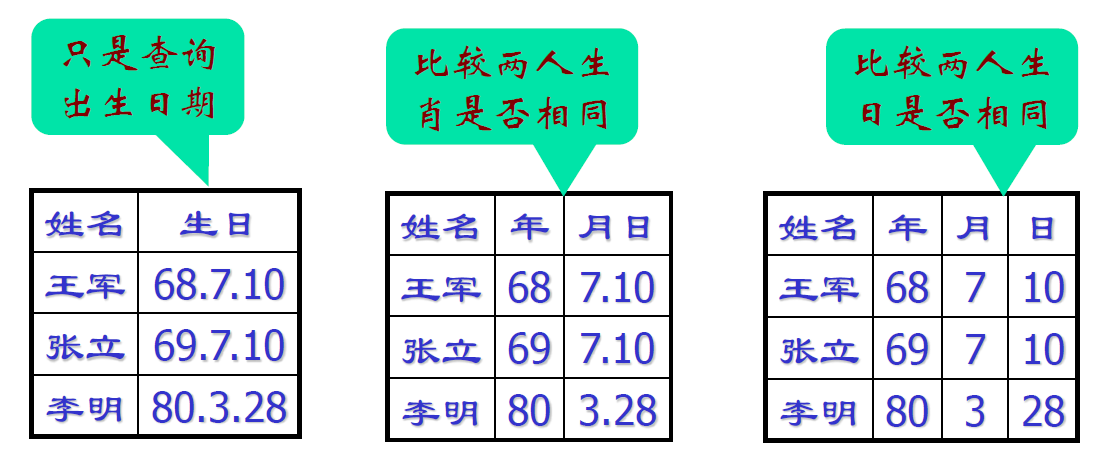 只是查询
出生日期
姓名 生日
王军 68.7.10
张立 69.7.10
李明 80.3.28
比较两人生
肖是否相同
姓名 年 月日
王军 68 7.10
张立 69 7.10
李明 80 3.28
比较两人生
日是否相同
姓名 年 月 日
王军 68 7 10
张立 69 7 10
李明 80 3 28